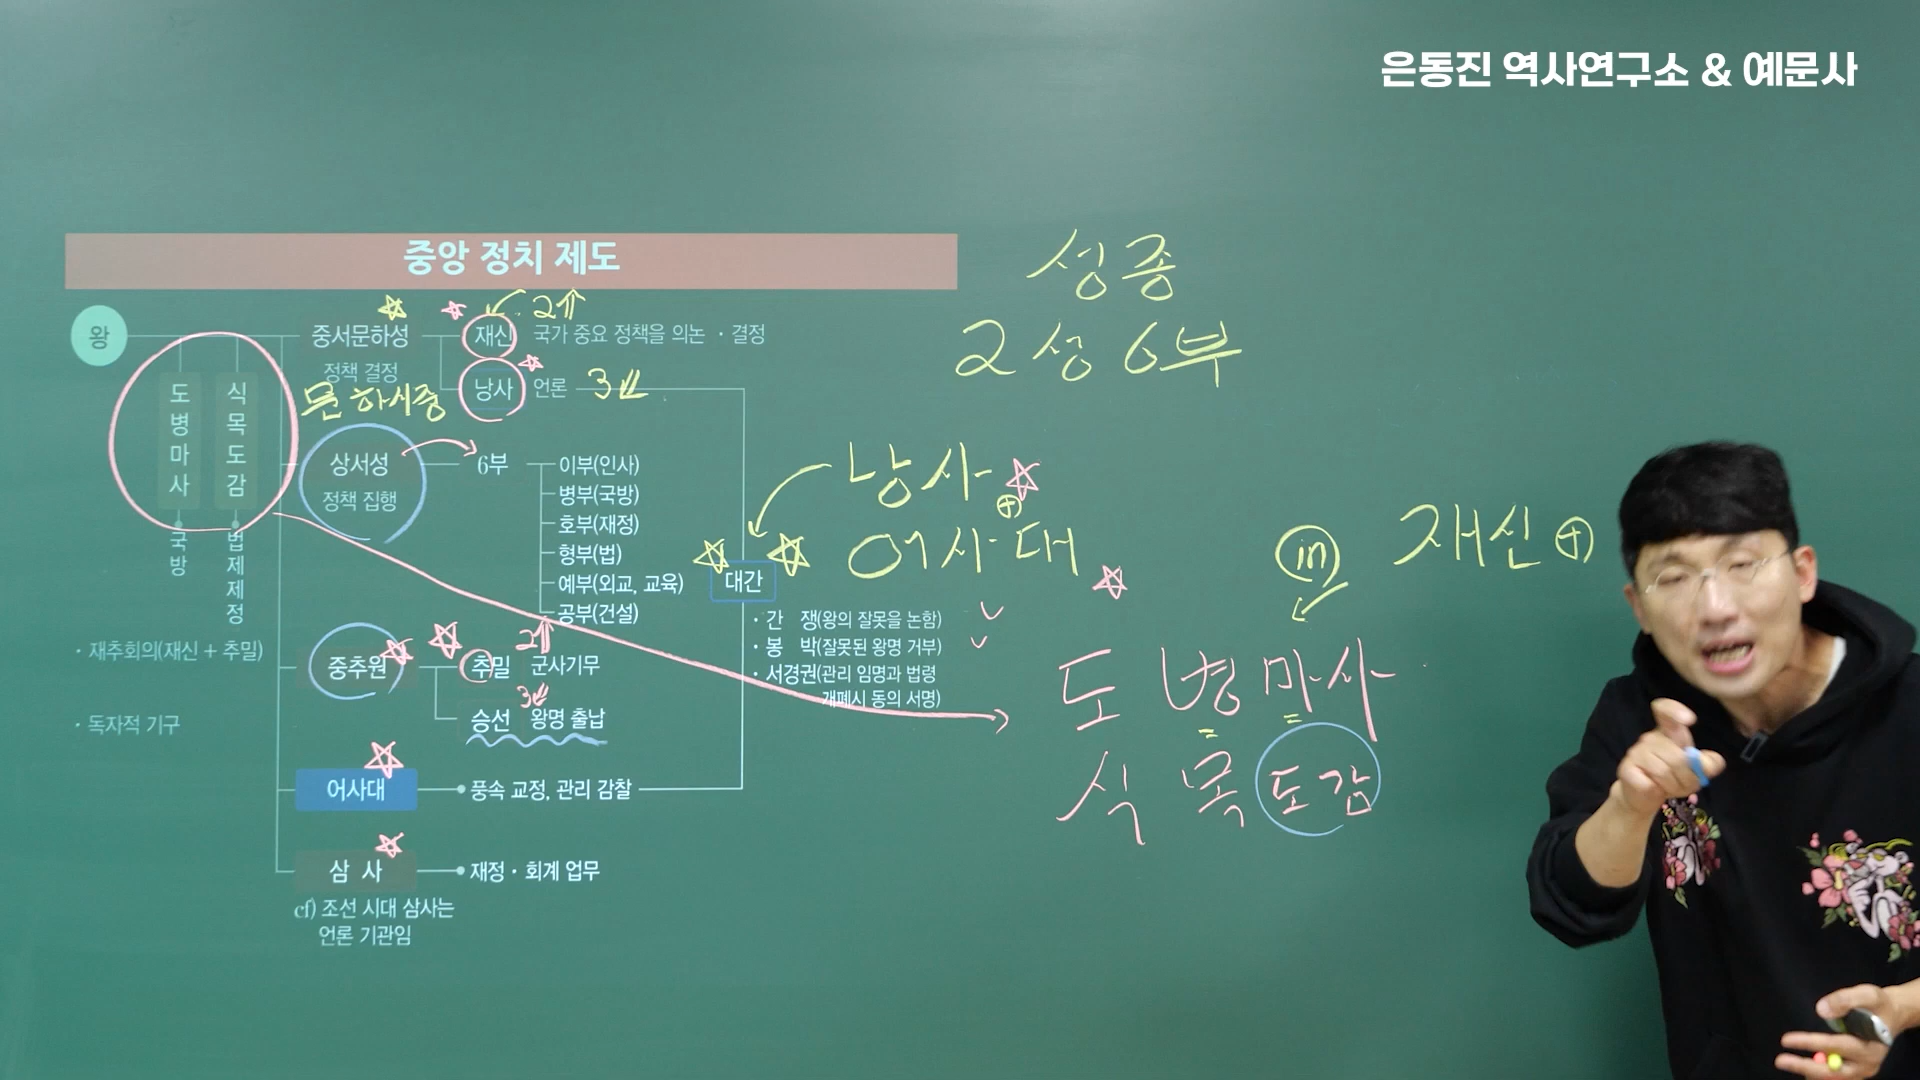 은동진 역사연구소 & 예문사
중앙 정치 제도
성종
2성 6부
왕
중서문하성
정책 결정
문하시중
재신 국가 중요 정책을 의논 · 결정
2↑
낭사 언론 3↓
도병마사
국방
식목도감
법제제정
상서성
정책 집행
6부
이부(인사)
병부(국방)
호부(재정)
형부(법)
예부(외교, 교육)
공부(건설)
낭사
⊕
어사대
대간
· 간 쟁(왕의 잘못을 논함)
· 봉 박(잘못된 왕명 거부)
· 서경권(관리 임명과 법령
개폐시 동의 서명)
in
재신 ⊕
도병마사
식목도감
· 재추회의(재신 + 추밀)
· 독자적 기구
중추원
2↑
추밀 군사기무
3↓
승선 왕명 출납
어사대
풍속 교정, 관리 감찰
삼 사
재정 · 회계 업무
cf) 조선 시대 삼사는
언론 기관임